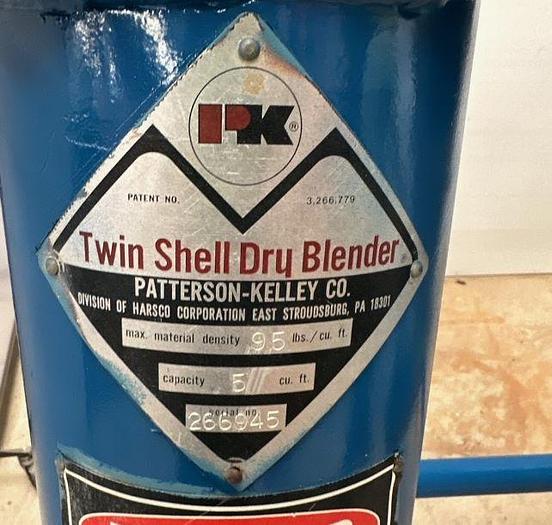 PK®
PATENT NO. 3,266,779
Twin Shell Dry Blender
PATTERSON-KELLEY CO.
DIVISION OF HARSCO CORPORATION EAST STROUDSBURG, PA 18301
max. material density 95 lbs./cu. ft.
capacity 5 cu. ft.
serial no.
266945